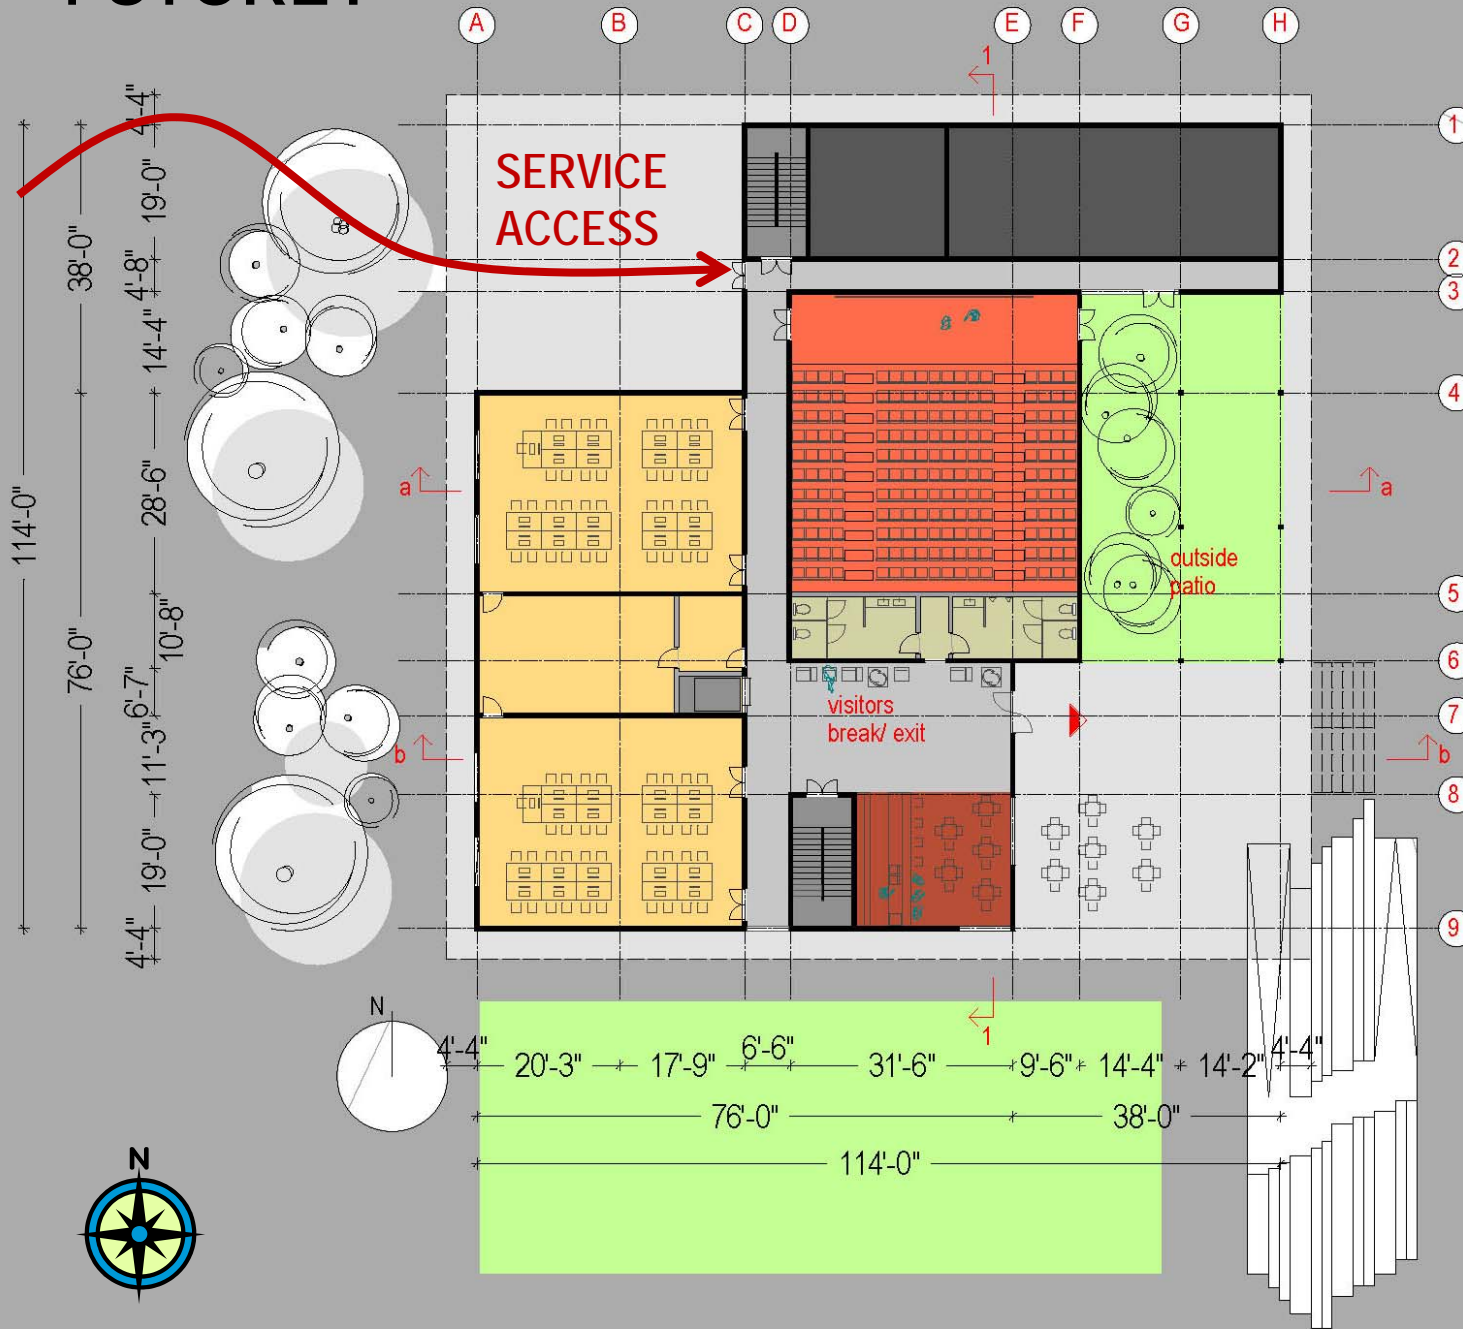 A B C D E F G H
1
4'-4"
1
SERVICE
ACCESS
19'-0"
38'-0"
2
4'-8"
3
14'-4"
4
114'-0"
28'-6"
a
a
outside
patio
5
10'-8"
76'-0"
6
6'-7"
visitors
break/ exit
7
11'-3"
b
b
8
19'-0"
9
4'-4"
N
1
4'-4" 20'-3" 17'-9" 6'-6" 31'-6" 9'-6" 14'-4" 14'-2" 4'-4"
76'-0" 38'-0"
114'-0"
N